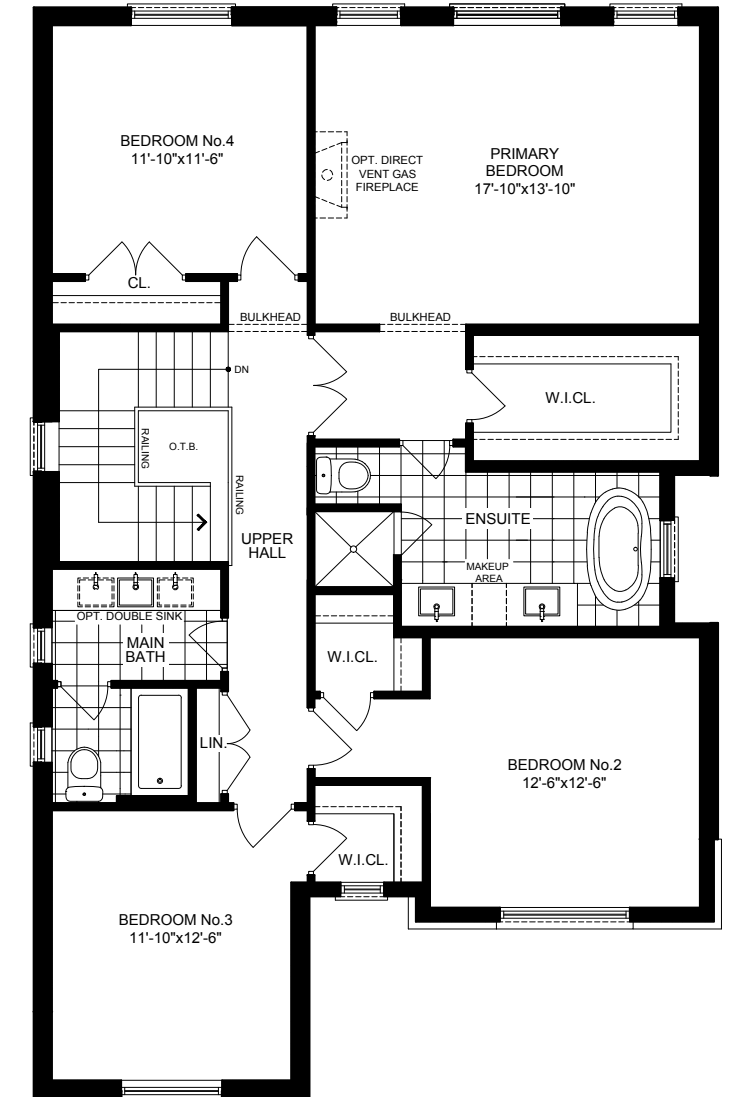 BEDROOM No.4
11'-10"x11'-6"
PRIMARY
BEDROOM
17'-10"x13'-10"
OPT. DIRECT
VENT GAS
FIREPLACE
CL.
BULKHEAD
BULKHEAD
DN
W.I.CL.
RAILING
O.T.B.
RAILING
UPPER
HALL
ENSUITE
MAKEUP
AREA
OPT. DOUBLE SINK
MAIN
BATH
W.I.CL.
LIN.
BEDROOM No.2
12'-6"x12'-6"
W.I.CL.
BEDROOM No.3
11'-10"x12'-6"